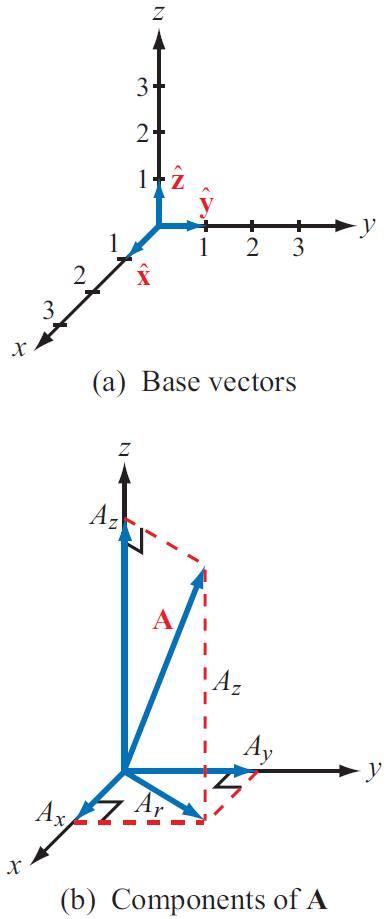 z
3
2
1 ẑ
ŷ
y
1 2 3
1
x̂
2
3
x
(a) Base vectors
z
A_z
A
A_z
A_y
y
A_x
A_r
x
(b) Components of A